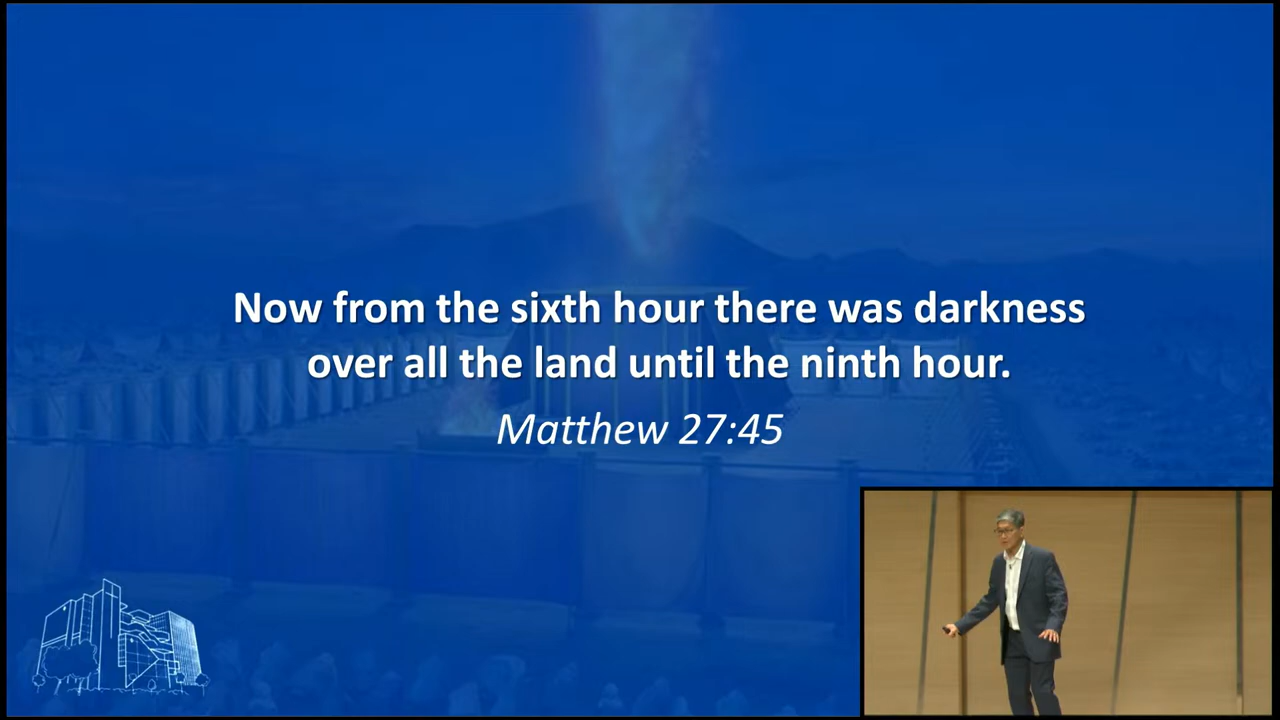 Now from the sixth hour there was darkness
over all the land until the ninth hour.
Matthew 27:45